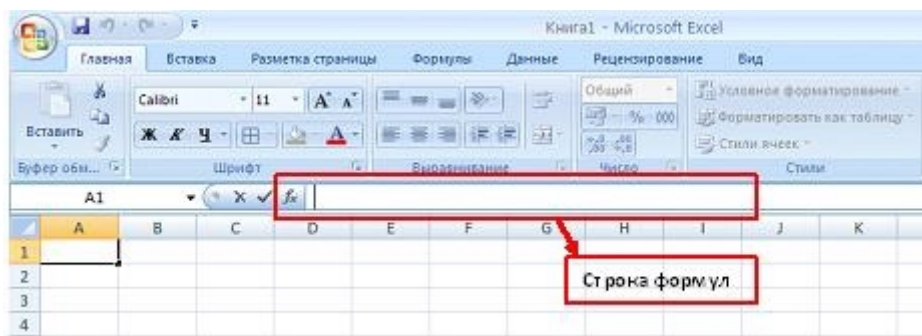 Книга1 - Microsoft Excel
Главная Вставка Разметка страницы Формулы Данные Рецензирование Вид
Calibri 11 A A Общий Условное форматирование
Вставить Ж К Ч A % 000 Форматировать как таблицу
Стили ячеек
Буфер обм... Шрифт Выравнивание Число Стили
A1 fx
A B C D E F G H I J K
1
2 Строка формул
3
4